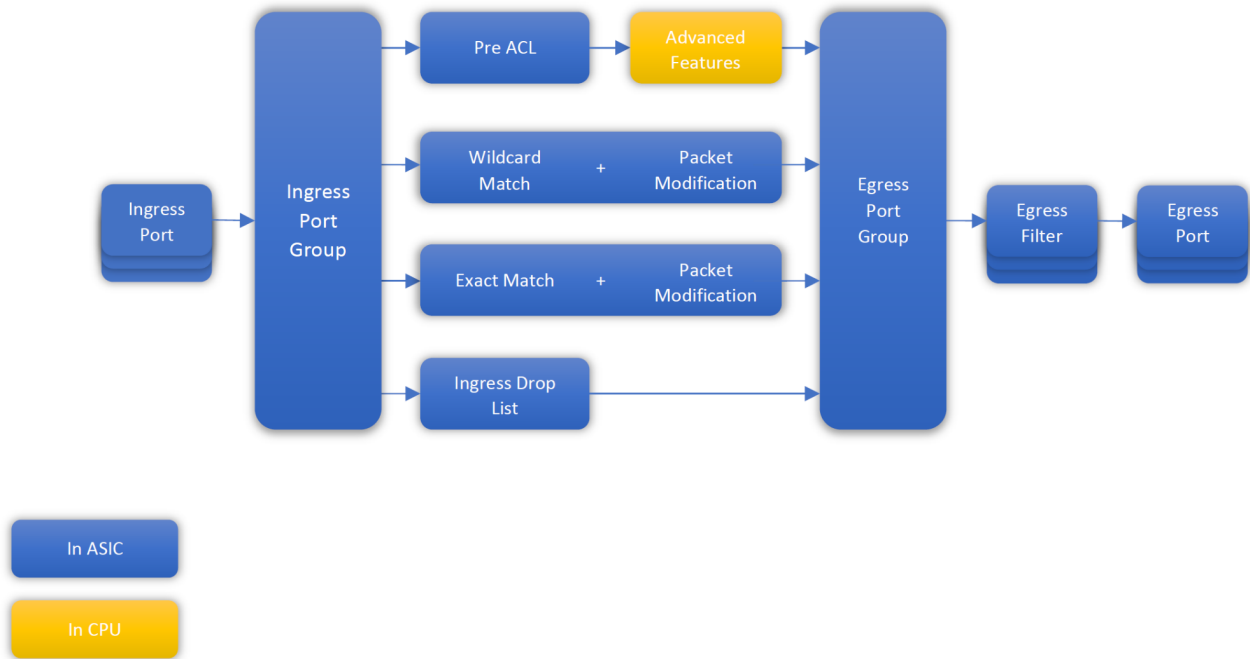 Pre ACL
Advanced
Features
Wildcard
Match
+
Packet
Modification
Ingress
Port
Ingress
Port
Group
Exact Match
+
Packet
Modification
Ingress Drop
List
Egress
Port
Group
Egress
Filter
Egress
Port
In ASIC
In CPU